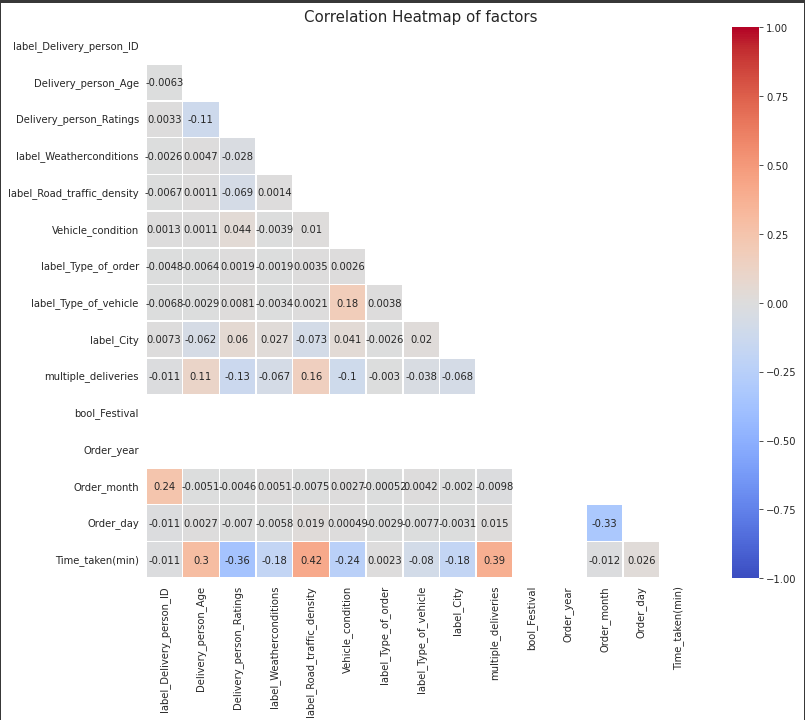 Correlation Heatmap of factors
label_Delivery_person_ID
Delivery_person_Age -0.0063
Delivery_person_Ratings 0.0033 -0.11
label_Weatherconditions -0.0026 0.0047 -0.028
label_Road_traffic_density -0.0067 0.0011 -0.069 0.0014
Vehicle_condition 0.0013 0.0011 0.044 -0.0039 0.01
label_Type_of_order -0.0048 -0.0064 0.0019 -0.0019 0.0035 0.0026
label_Type_of_vehicle -0.0068 -0.0029 0.0081 -0.0034 0.0021 0.18 0.0038
label_City 0.0073 -0.062 0.06 0.027 -0.073 0.041 -0.0026 0.02
multiple_deliveries -0.011 0.11 -0.13 -0.067 0.16 -0.1 -0.003 -0.038 -0.068
bool_Festival
Order_year
Order_month 0.24 -0.0051 -0.0046 0.0051 -0.0075 0.0027 -0.00052 0.0042 -0.002 -0.0098
Order_day -0.011 0.0027 -0.007 -0.0058 0.019 0.00049 -0.0029 -0.0077 -0.0031 0.015 -0.33
Time_taken(min) -0.011 0.3 -0.36 -0.18 0.42 -0.24 0.0023 -0.08 -0.18 0.39 -0.012 0.026
label_Delivery_person_ID
Delivery_person_Age
Delivery_person_Ratings
label_Weatherconditions
label_Road_traffic_density
Vehicle_condition
label_Type_of_order
label_Type_of_vehicle
label_City
multiple_deliveries
bool_Festival
Order_year
Order_month
Order_day
Time_taken(min)
1.00
0.75
0.50
0.25
0.00
−0.25
−0.50
−0.75
−1.00